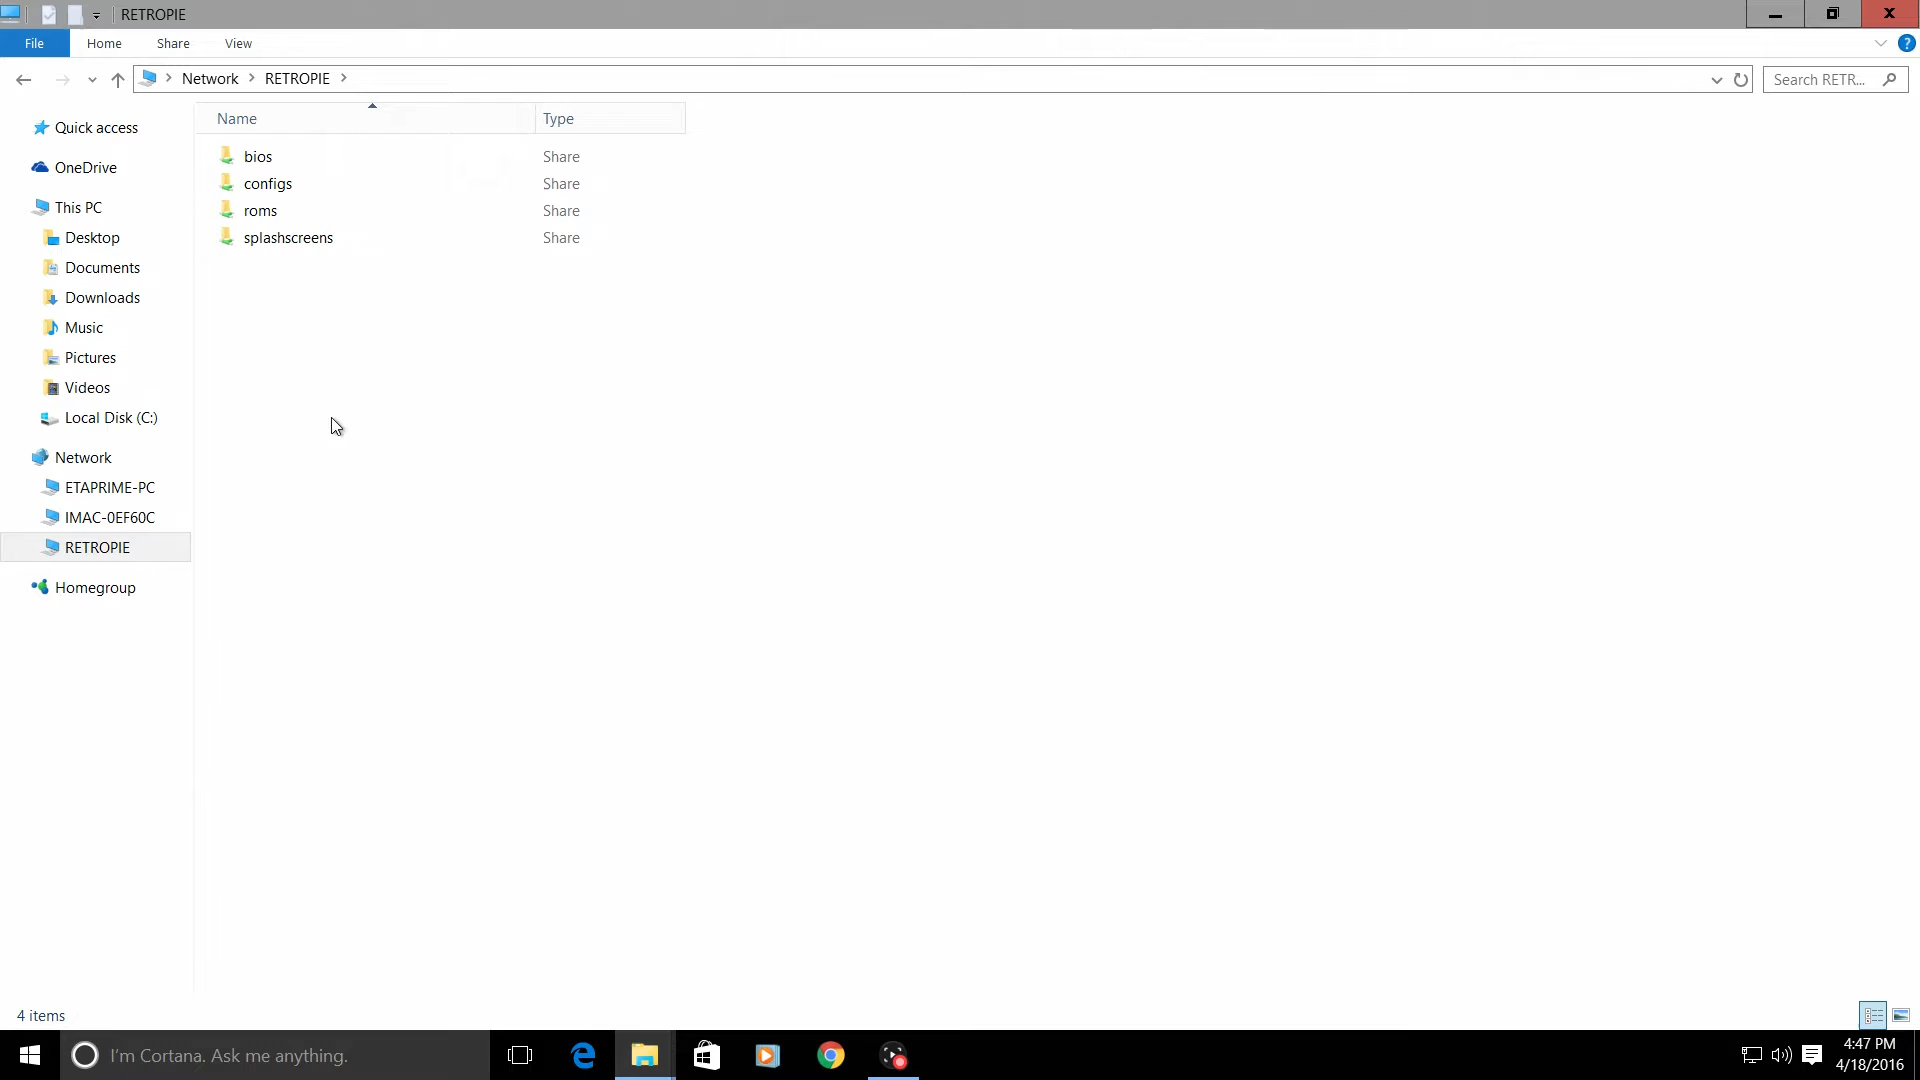 RETROPIE
File Home Share View
Network RETROPIE
Search RETR...
Name Type
Quick access
OneDrive
This PC
Desktop
Documents
Downloads
Music
Pictures
Videos
Local Disk (C:)
Network
ETAPRIME-PC
IMAC-0EF60C
RETROPIE
Homegroup
bios Share
configs Share
roms Share
splashscreens Share
4 items
I'm Cortana. Ask me anything.
4:47 PM
4/18/2016